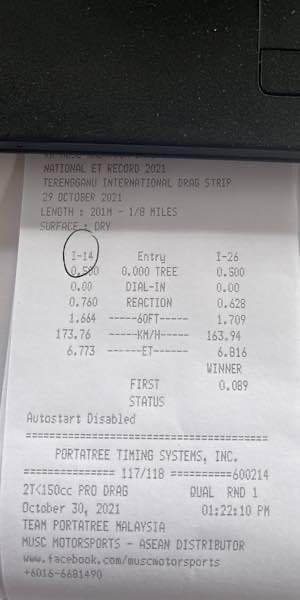 NATIONAL ET RECORD 2021
TERENGGANU INTERNATIONAL DRAG STRIP
29 OCTOBER 2021
LENGTH : 201M - 1/8 MILES
SURFACE : DRY
I-14 Entry I-26
0.500 0.000 TREE 0.500
0.00 DIAL-IN 0.00
0.760 REACTION 0.628
1.664 -----60FT----- 1.709
173.76 ------KM/H----- 163.94
6.773 ------ET------ 6.816
WINNER
FIRST 0.089
STATUS
Autostart Disabled
======================================
PORTATREE TIMING SYSTEMS, INC.
============== 117/118 ==========600214
2T<150cc PRO DRAG QUAL RND 1
October 30, 2021 01:22:10 PM
TEAM PORTATREE MALAYSIA
MUSC MOTORSPORTS - ASEAN DISTRIBUTOR
www.facebook.com/muscmotorsports
+6016-6681490